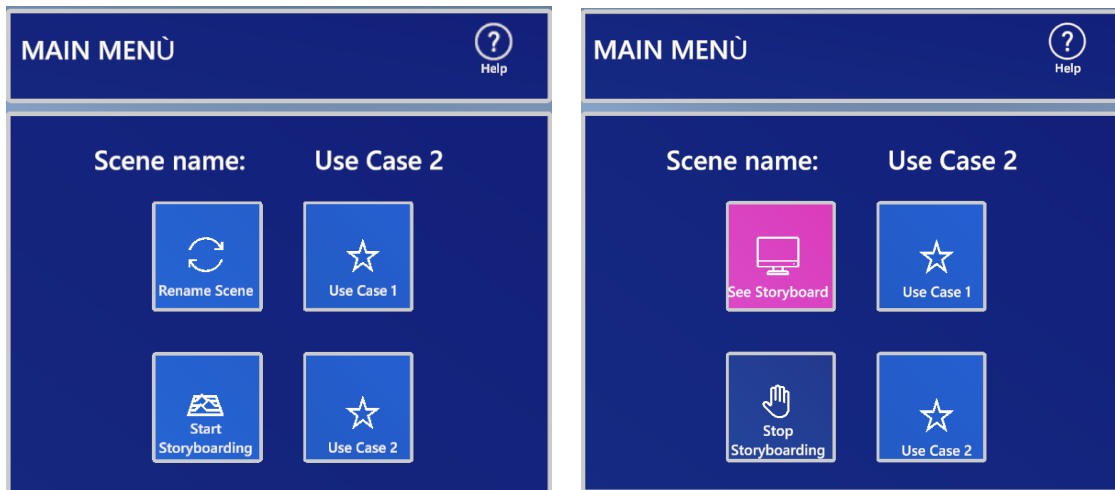 MAIN MENÙ
?
Help
Scene name: Use Case 2
Rename Scene
Use Case 1
Start
Storyboarding
Use Case 2
MAIN MENÙ
?
Help
Scene name: Use Case 2
See Storyboard
Use Case 1
Stop
Storyboarding
Use Case 2